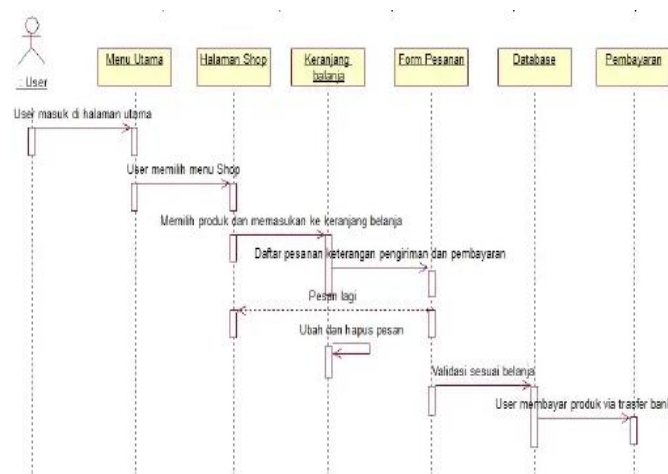 : User
Menu Utama
Halaman Shop
Keranjang
balanja
Form Pesanan
Database
Pembayaran
User masuk di halaman utama
User memilih menu Shop
Memilih produk dan memasukan ke keranjang belanja
Daftar pesanan keterangan pengiriman dan pembayaran
Pesan lagi
Ubah dan hapus pesan
Validasi sesuai belanja
User membayar produk via trasfer bank